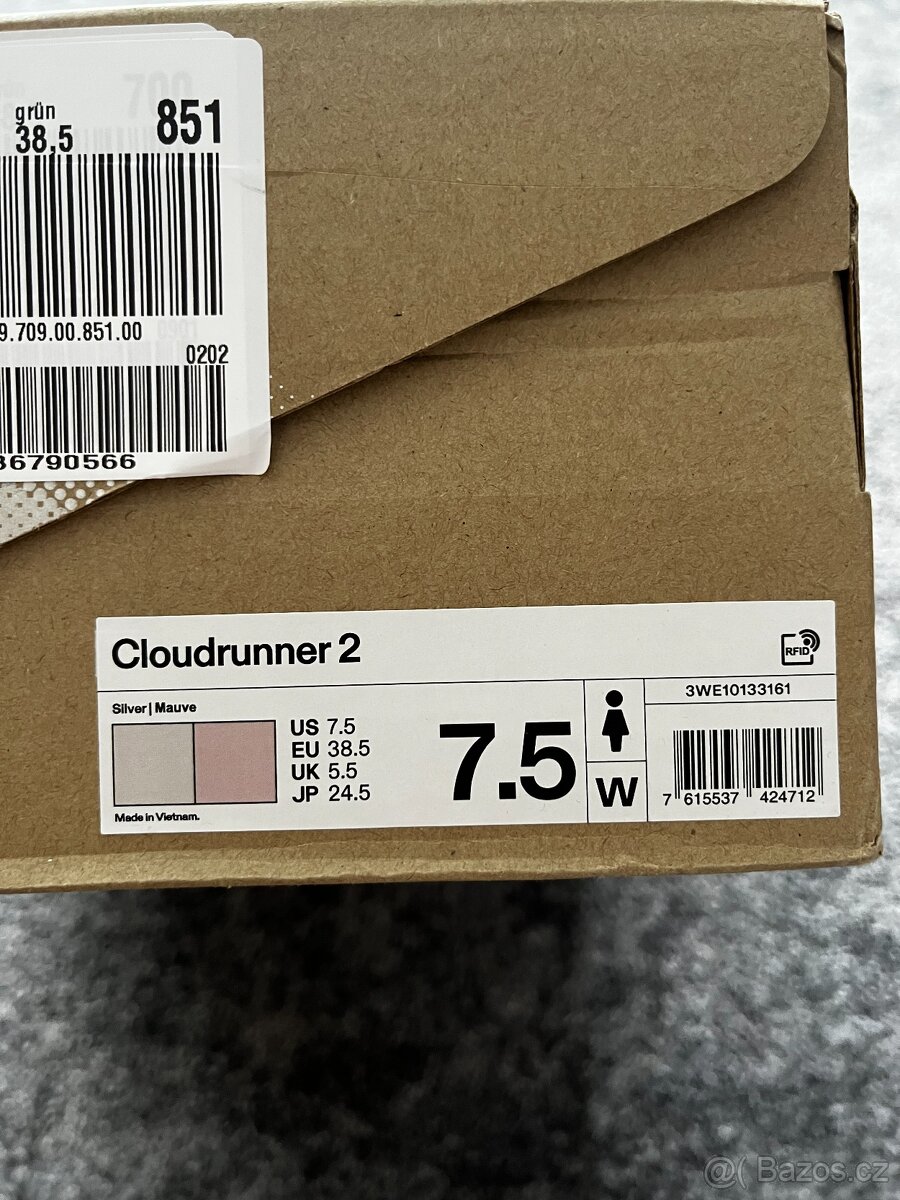 grün
38,5
851
9.709.00.851.00
0202
36790566
Cloudrunner 2
RFID
Silver | Mauve
US 7.5
EU 38.5
UK 5.5
JP 24.5
Made in Vietnam.
7.5
W
3WE10133161
7 615537 424712
@( Bazos.cz